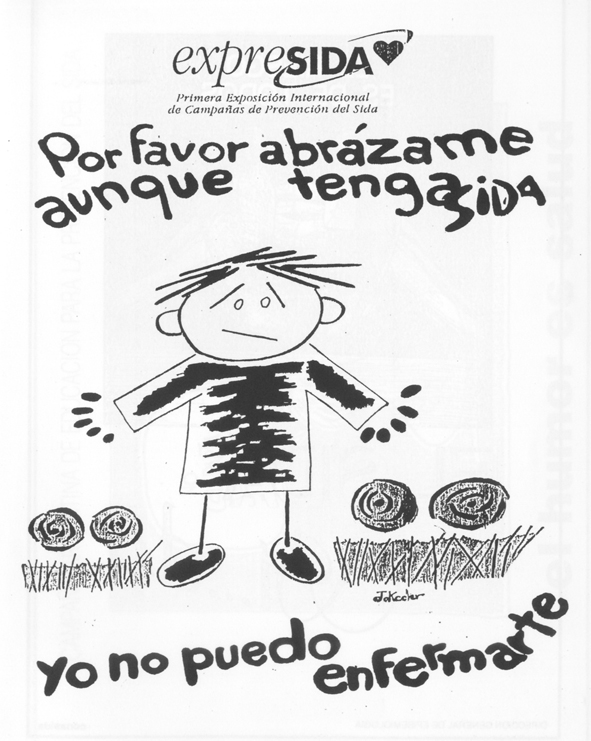 expreSIDA
Primera Exposición Internacional
de Campañas de Prevención del Sida
Por favor abrázame
aunque tenga SIDA
yo no puedo
enfermarte